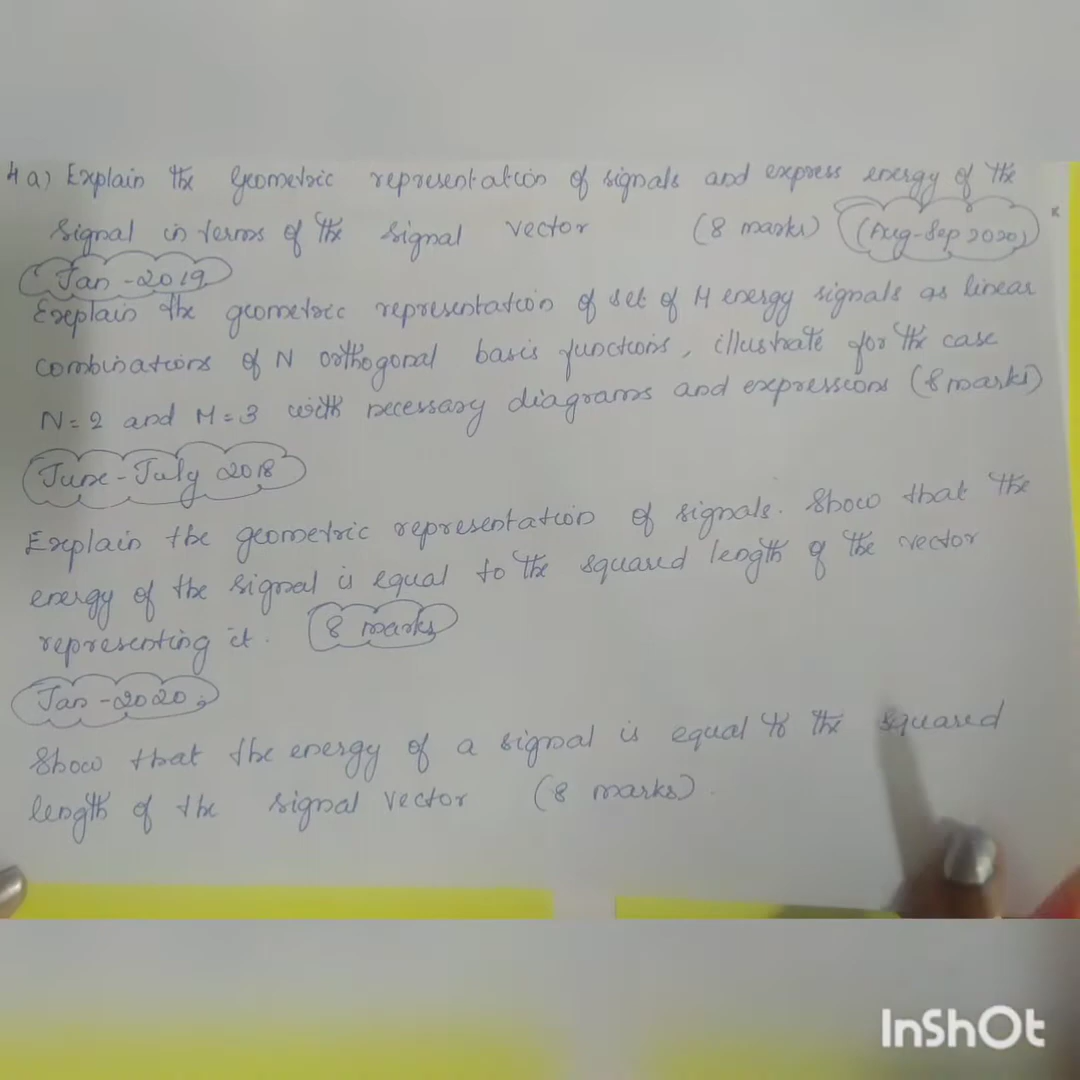 4 a) Explain the Geometric representation of signals and express energy of the
signal in terms of the signal vector (8 marks) (Aug-Sep 2020)
Jan -2019
Explain the geometric representation of set of M energy signals as linear
combinations of N orthogonal basis functions, illustrate for the case
N=2 and M=3 with necessary diagrams and expressions (8 marks)
June-July 2018
Explain the geometric representation of signals. Show that the
energy of the signal is equal to the squared length of the vector
representing it. 8 marks
Jan -2020:
Show that the energy of a signal is equal to the squared
length of the signal vector (8 marks).
InShOt